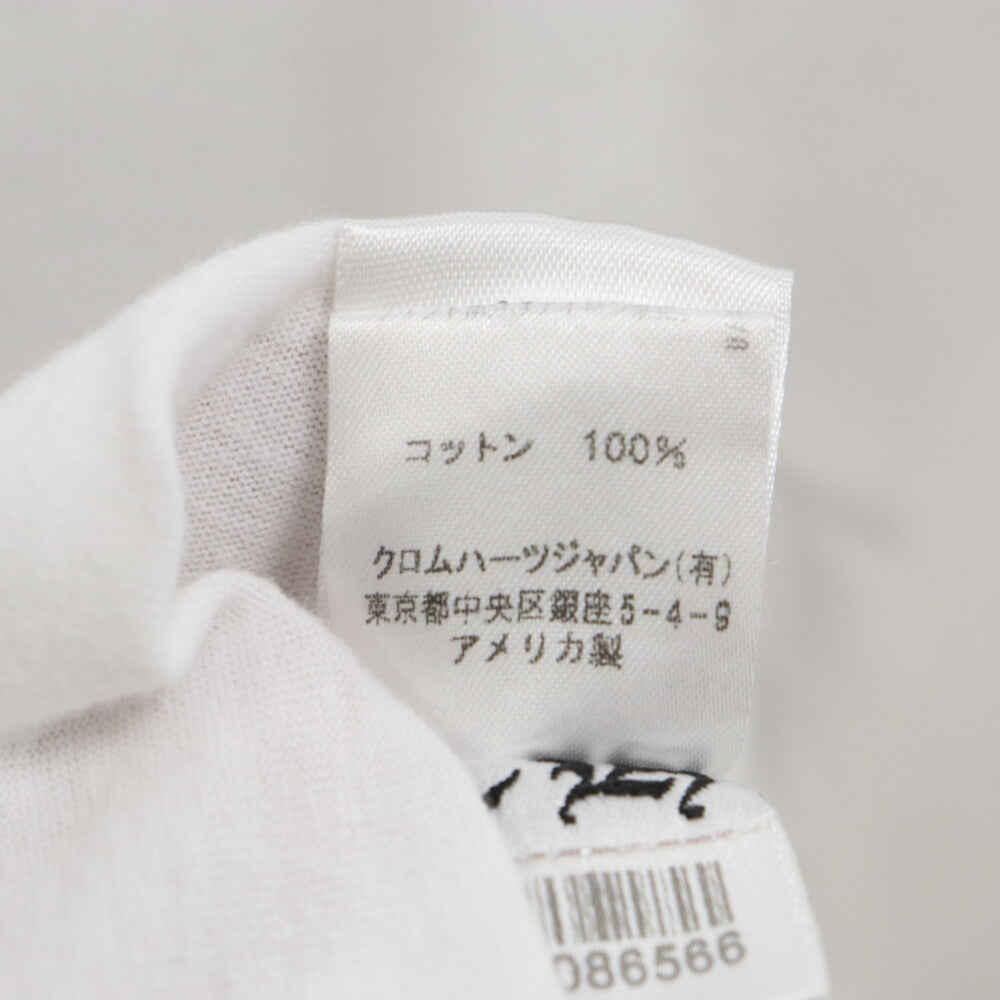 コットン 100%
クロムハーツジャパン(有)
東京都中央区銀座5-4-9
アメリカ製
086566